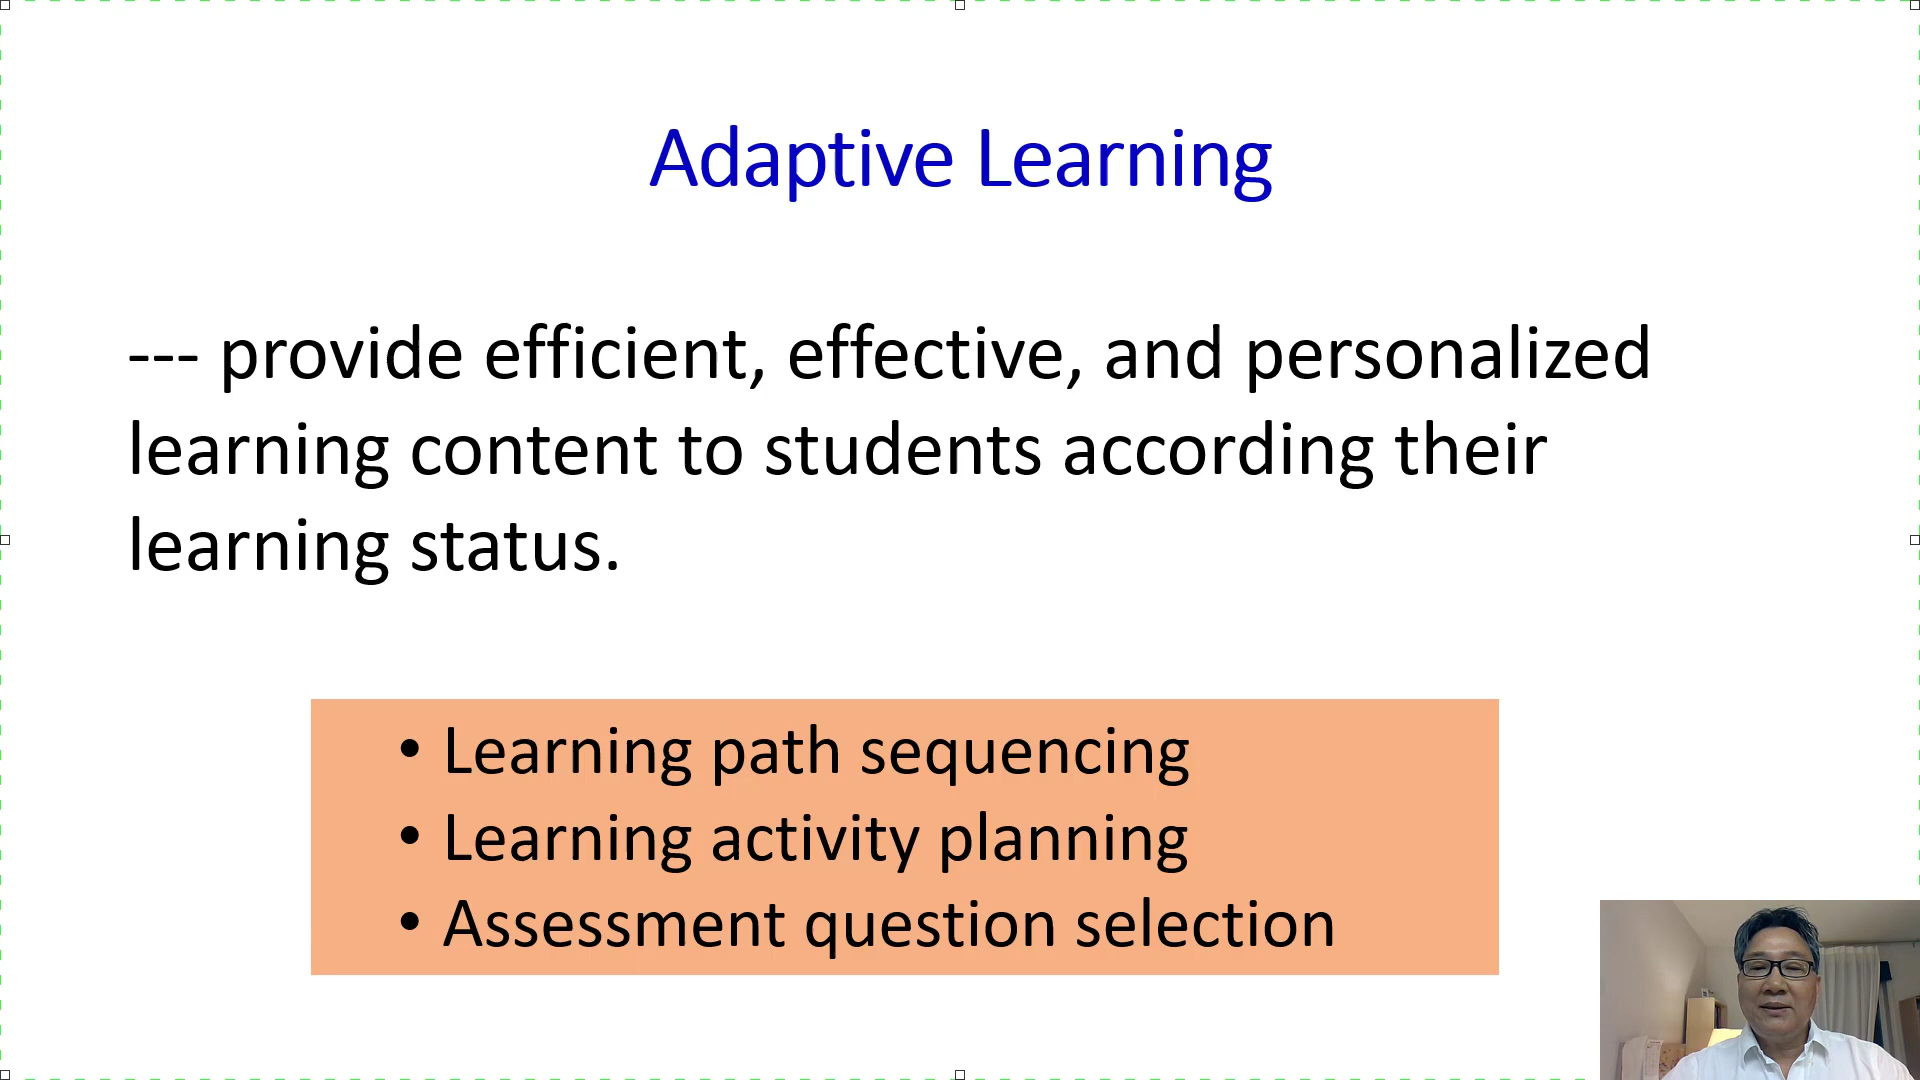 Adaptive Learning
--- provide efficient, effective, and personalized
learning content to students according their
learning status.
• Learning path sequencing
• Learning activity planning
• Assessment question selection